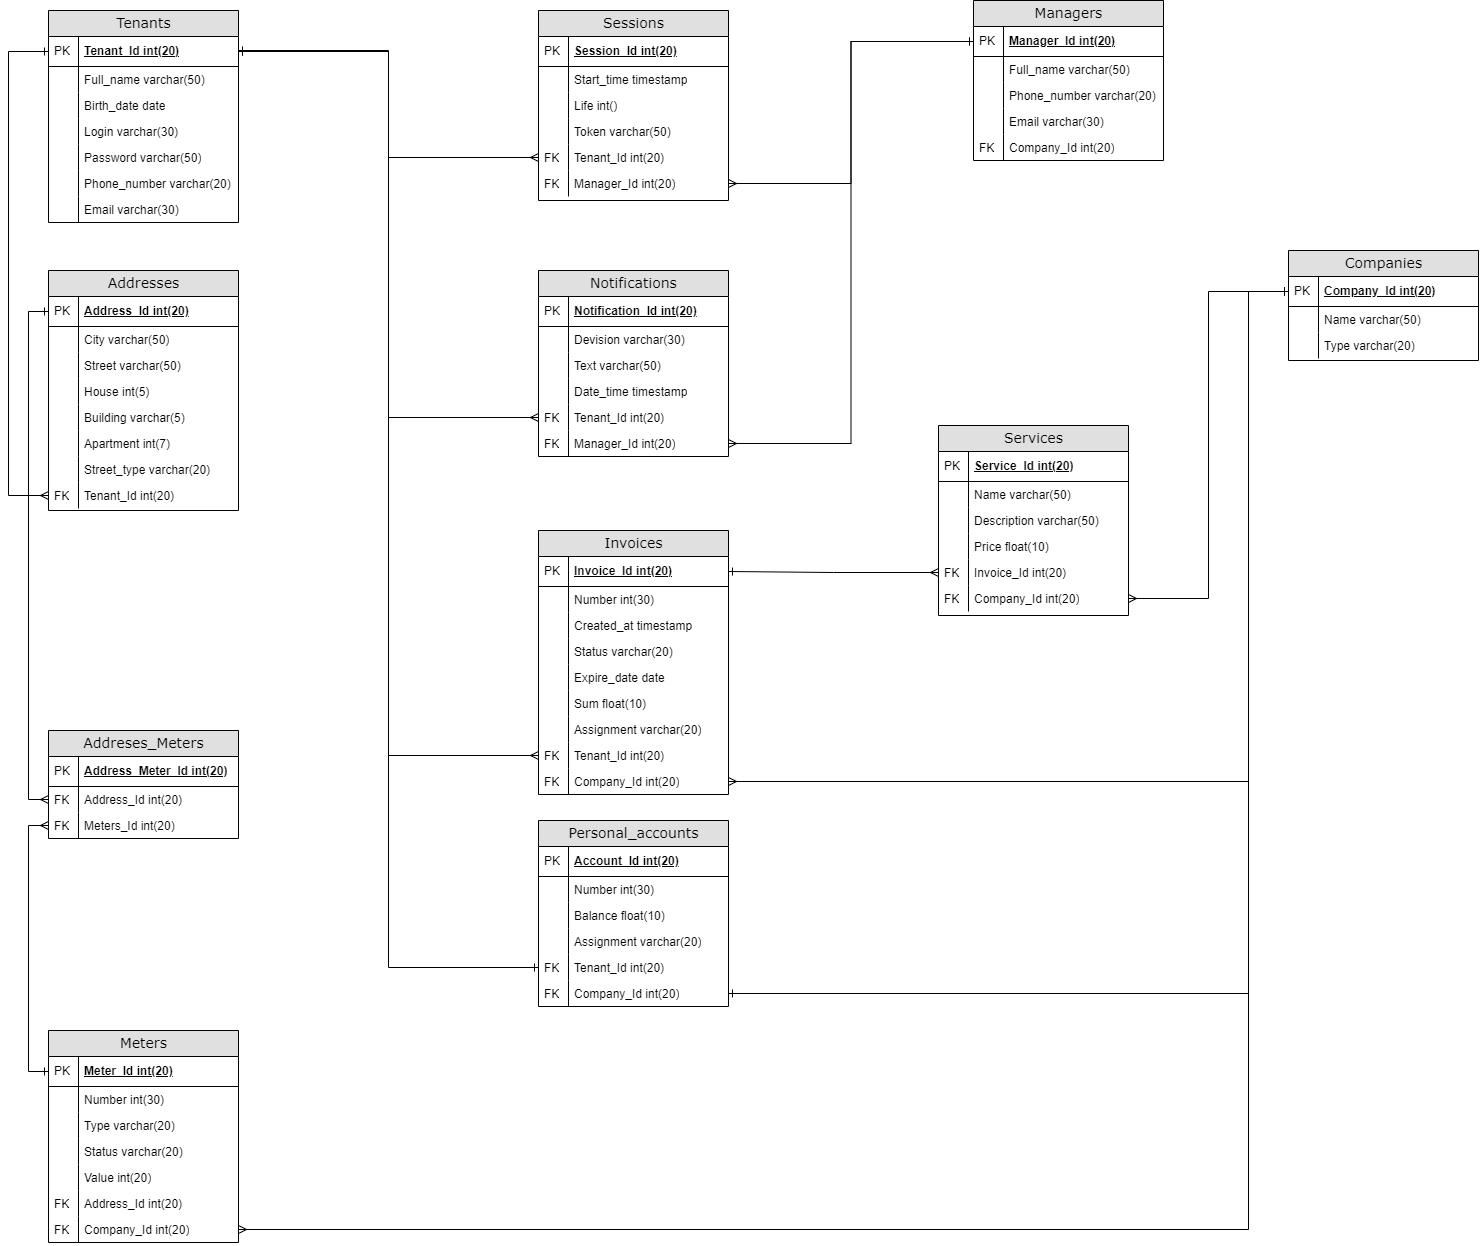 Tenants
PK Tenant_Id int(20)
Full_name varchar(50)
Birth_date date
Login varchar(30)
Password varchar(50)
Phone_number varchar(20)
Email varchar(30)
Sessions
PK Session_Id int(20)
Start_time timestamp
Life int()
Token varchar(50)
FK Tenant_Id int(20)
FK Manager_Id int(20)
Managers
PK Manager_Id int(20)
Full_name varchar(50)
Phone_number varchar(20)
Email varchar(30)
FK Company_Id int(20)
Addresses
PK Address_Id int(20)
City varchar(50)
Street varchar(50)
House int(5)
Building varchar(5)
Apartment int(7)
Street_type varchar(20)
FK Tenant_Id int(20)
Notifications
PK Notification_Id int(20)
Devision varchar(30)
Text varchar(50)
Date_time timestamp
FK Tenant_Id int(20)
FK Manager_Id int(20)
Companies
PK Company_Id int(20)
Name varchar(50)
Type varchar(20)
Services
PK Service_Id int(20)
Name varchar(50)
Description varchar(50)
Price float(10)
FK Invoice_Id int(20)
FK Company_Id int(20)
Invoices
PK Invoice_Id int(20)
Number int(30)
Created_at timestamp
Status varchar(20)
Expire_date date
Sum float(10)
Assignment varchar(20)
FK Tenant_Id int(20)
FK Company_Id int(20)
Addreses_Meters
PK Address_Meter_Id int(20)
FK Address_Id int(20)
FK Meters_Id int(20)
Personal_accounts
PK Account_Id int(20)
Number int(30)
Balance float(10)
Assignment varchar(20)
FK Tenant_Id int(20)
FK Company_Id int(20)
Meters
PK Meter_Id int(20)
Number int(30)
Type varchar(20)
Status varchar(20)
Value int(20)
FK Address_Id int(20)
FK Company_Id int(20)